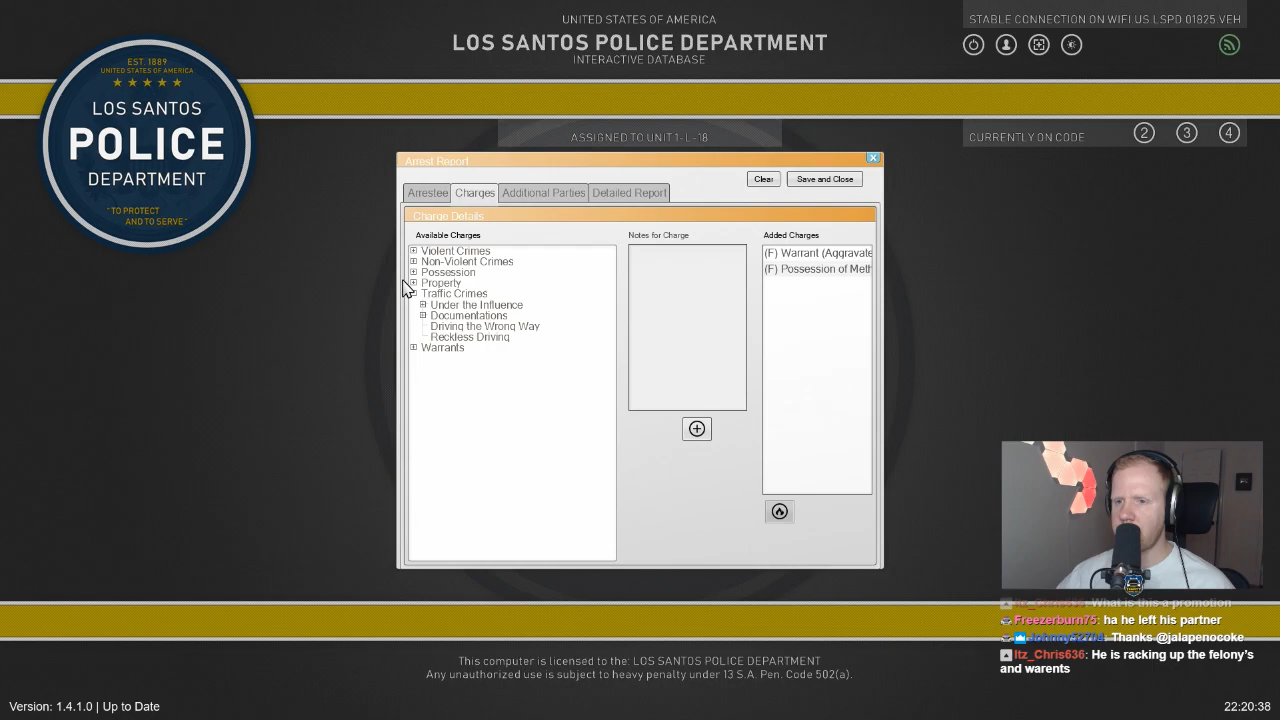 UNITED STATES OF AMERICA
LOS SANTOS POLICE DEPARTMENT
INTERACTIVE DATABASE
STABLE CONNECTION ON WIFI.US.LSPD 01825.VEH
EST. 1889
UNITED STATES OF AMERICA
LOS SANTOS
POLICE
DEPARTMENT
"TO PROTECT
AND TO SERVE"
ASSIGNED TO UNIT 1-L-18
CURRENTLY ON CODE
2 3 4
Arrest Report
Clear
Save and Close
Arrestee
Charges
Additional Parties
Detailed Report
Charge Details
Available Charges
Notes for Charge
Added Charges
Violent Crimes
Non-Violent Crimes
Possession
Property
Traffic Crimes
Under the Influence
Documentations
Driving the Wrong Way
Reckless Driving
Warrants
(F) Warrant (Aggravate
(F) Possession of Meth
Itz_Chris636: What is this a promotion
Freezerburn75: ha he left his partner
Johnny52704: Thanks @jalapenocoke
Itz_Chris636: He is racking up the felony's
and warents
This computer is licensed to the: LOS SANTOS POLICE DEPARTMENT
Any unauthorized use is subject to heavy penalty under 13 S.A. Pen. Code 502(a).
Version: 1.4.1.0 | Up to Date
22:20:38